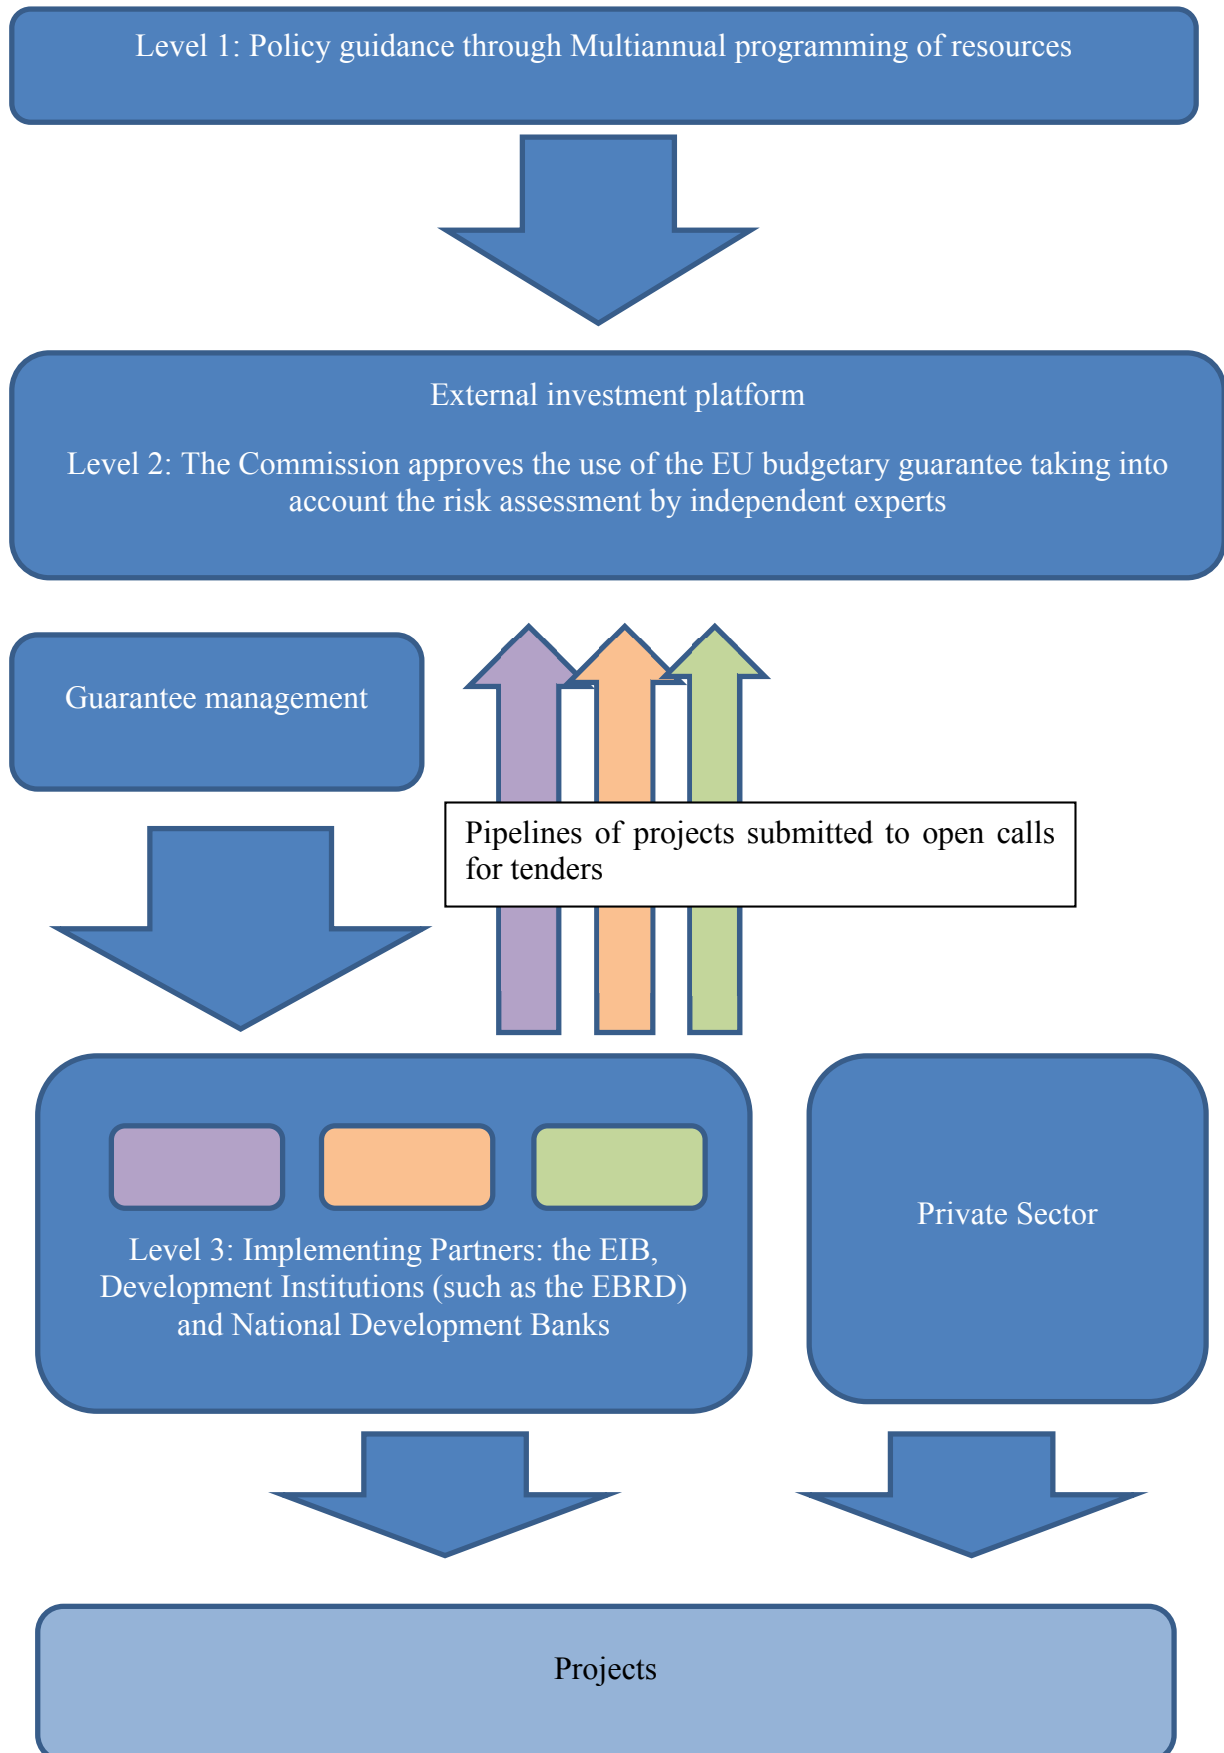 Level 1: Policy guidance through Multiannual programming of resources
External investment platform
Level 2: The Commission approves the use of the EU budgetary guarantee taking into
account the risk assessment by independent experts
Guarantee management
Pipelines of projects submitted to open calls
for tenders
Level 3: Implementing Partners: the EIB,
Development Institutions (such as the EBRD)
and National Development Banks
Private Sector
Projects